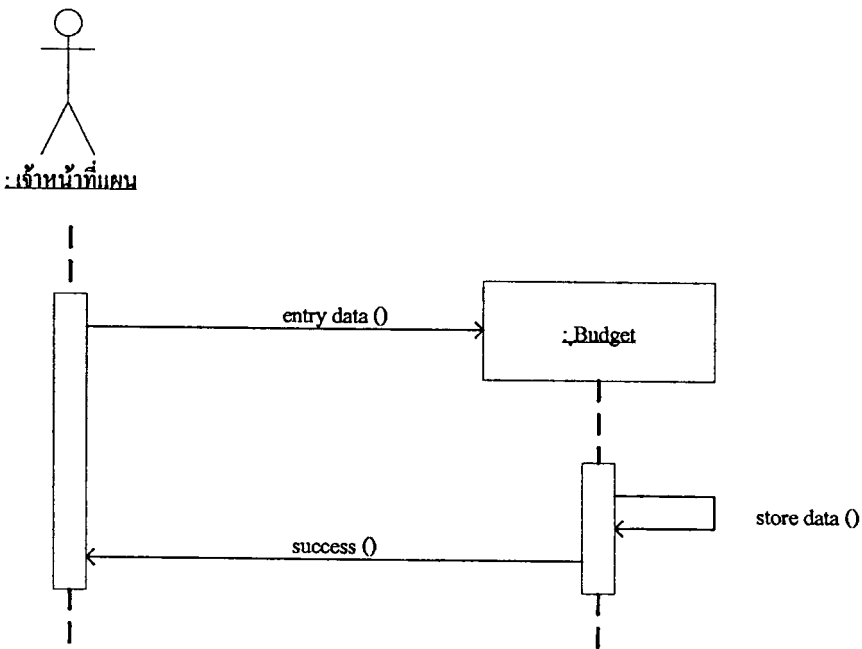 : เจ้าหน้าที่แผน
entry data ()
: Budget
store data ()
success ()